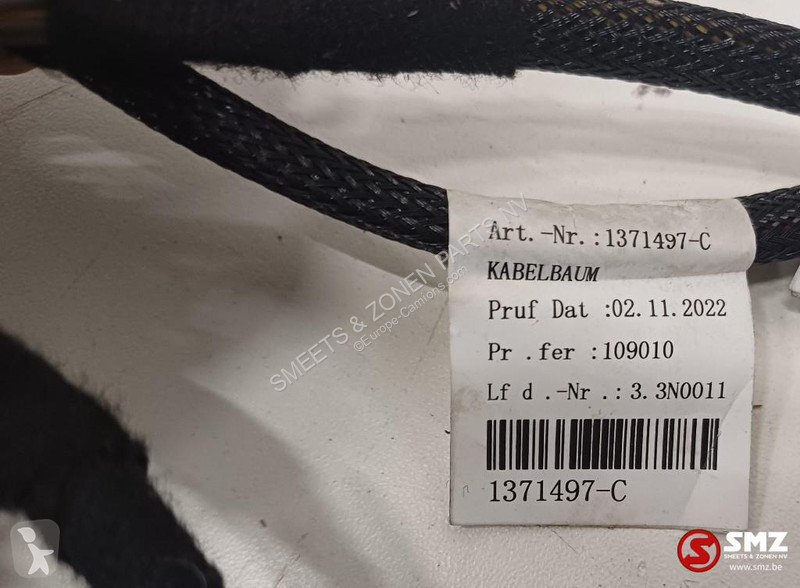 Art.-Nr.:1371497-C
KABELBAUM
Pruf Dat :02.11.2022
Pr .fer :109010
Lf d .-Nr .: 3.3N0011
1371497-C
SMEETS & ZONEN PARTS NV
©Europe-Camions.com
SMZ
SMEETS & ZONEN NV
www.smz.be